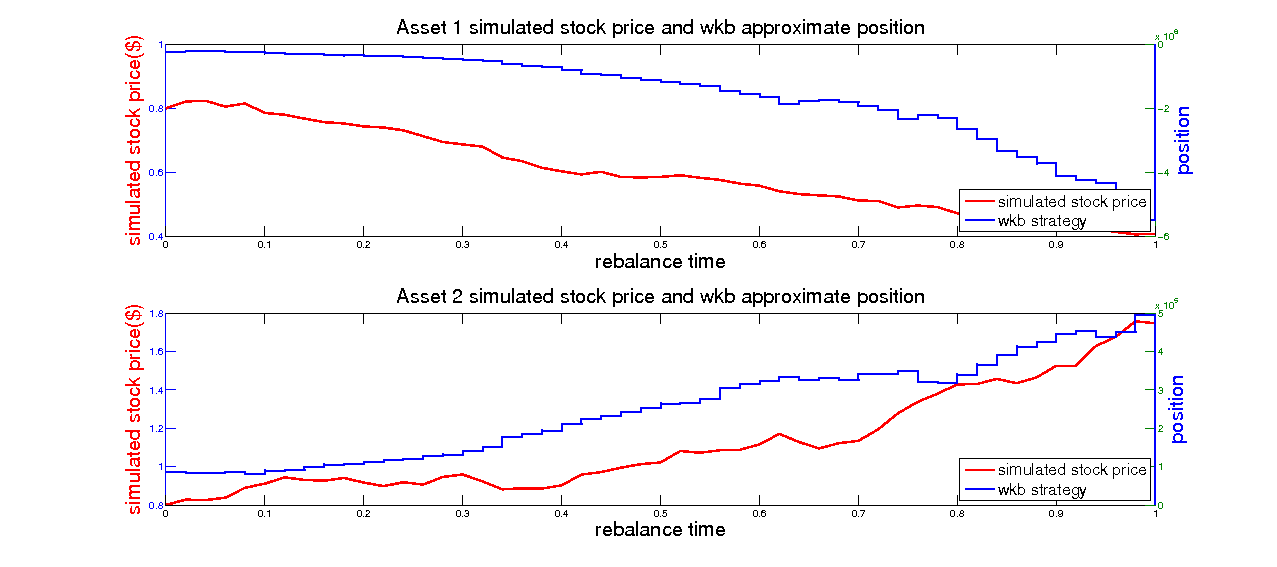 Asset 1 simulated stock price and wkb approximate position
x 10
1
0.8
0.6
0.4
0
-2
-4
-6
simulated stock price($)
position
simulated stock price
wkb strategy
0 0.1 0.2 0.3 0.4 0.5 0.6 0.7 0.8 0.9 1
rebalance time
Asset 2 simulated stock price and wkb approximate position
x 10
1.8
1.6
1.4
1.2
1
0.8
5
4
3
2
1
0
simulated stock price($)
position
simulated stock price
wkb strategy
0 0.1 0.2 0.3 0.4 0.5 0.6 0.7 0.8 0.9 1
rebalance time